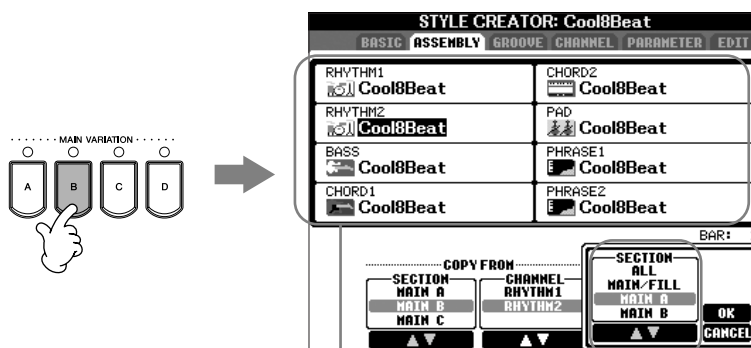 MAIN VARIATION
A B C D
STYLE CREATOR: Cool8Beat
BASIC ASSEMBLY GROOVE CHANNEL PARAMETER EDIT
RHYTHM1
Cool8Beat
RHYTHM2
Cool8Beat
BASS
Cool8Beat
CHORD1
Cool8Beat
CHORD2
Cool8Beat
PAD
Cool8Beat
PHRASE1
Cool8Beat
PHRASE2
Cool8Beat
BAR:
COPY FROM
SECTION
MAIN A
MAIN B
MAIN C
CHANNEL
RHYTHM1
RHYTHM2
SECTION
ALL
MAIN/FILL
MAIN A
MAIN B
OK
CANCEL